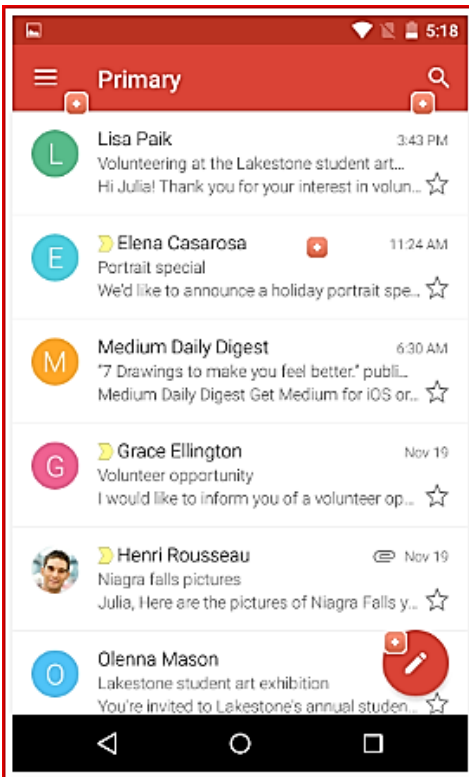 5:18
Primary
L
Lisa Paik 3:43 PM
Volunteering at the Lakestone student art...
Hi Julia! Thank you for your interest in volun...
E
Elena Casarosa 11:24 AM
Portrait special
We'd like to announce a holiday portrait spe...
M
Medium Daily Digest 6:30 AM
"7 Drawings to make you feel better." publi...
Medium Daily Digest Get Medium for iOS or...
G
Grace Ellington Nov 19
Volunteer opportunity
I would like to inform you of a volunteer op...
Henri Rousseau Nov 19
Niagra falls pictures
Julia, Here are the pictures of Niagra Falls y...
O
Olenna Mason
Lakestone student art exhibition
You're invited to Lakestone's annual studen...